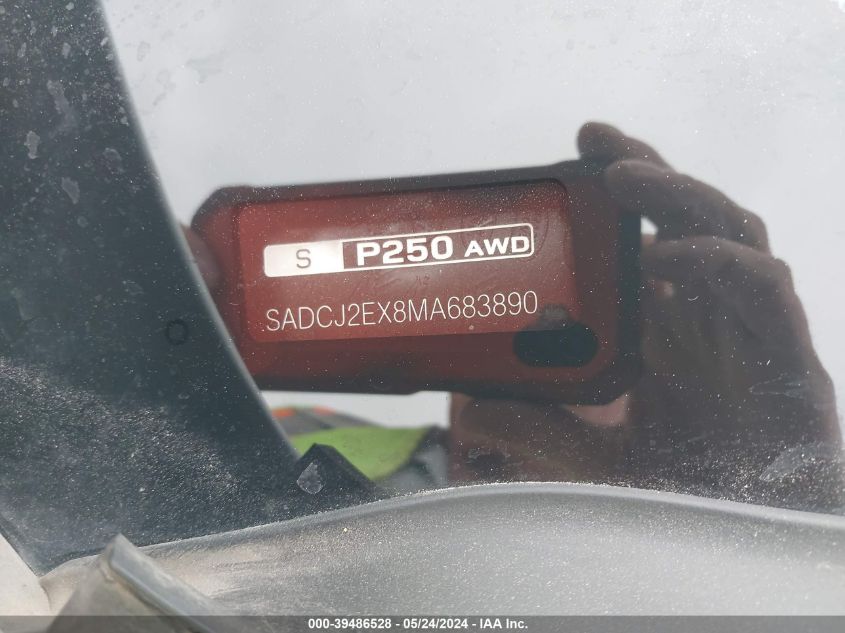 S P250 AWD
SADCJ2EX8MA683890
000-39486528 - 05/24/2024 - IAA Inc.